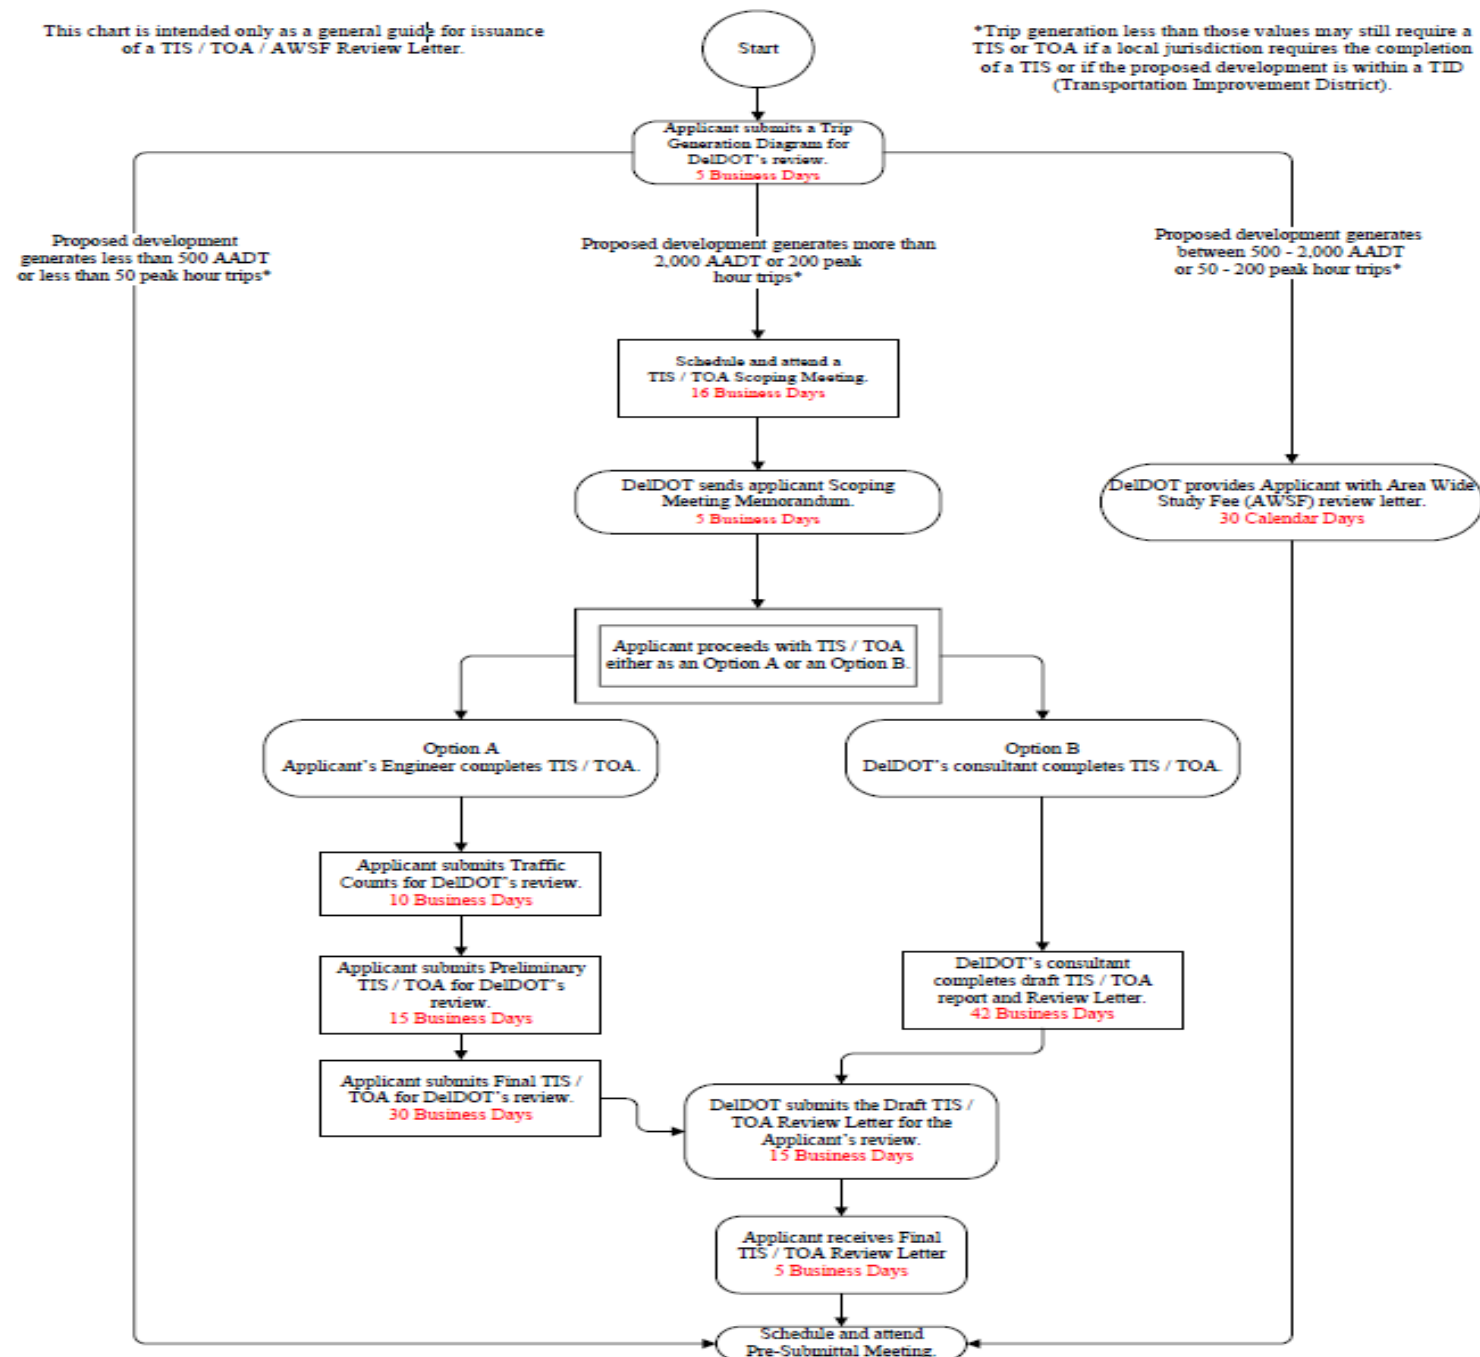 This chart is intended only as a general guide for issuance
of a TIS / TOA / AWSF Review Letter.
Start
*Trip generation less than those values may still require a
TIS or TOA if a local jurisdiction requires the completion
of a TIS or if the proposed development is within a TID
(Transportation Improvement District).
Applicant submits a Trip
Generation Diagram for
DelDOT's review.
5 Business Days
Proposed development
generates less than 500 AADT
or less than 50 peak hour trips*
Proposed development generates more than
2,000 AADT or 200 peak
hour trips*
Proposed development generates
between 500 - 2,000 AADT
or 50 - 200 peak hour trips*
Schedule and attend a
TIS / TOA Scoping Meeting.
16 Business Days
DelDOT sends applicant Scoping
Meeting Memorandum.
5 Business Days
DelDOT provides Applicant with Area Wide
Study Fee (AWSF) review letter.
30 Calendar Days
Applicant proceeds with TIS / TOA
either as an Option A or an Option B.
Option A
Applicant's Engineer completes TIS / TOA.
Option B
DelDOT's consultant completes TIS / TOA.
Applicant submits Traffic
Counts for DelDOT's review.
10 Business Days
Applicant submits Preliminary
TIS / TOA for DelDOT's
review.
15 Business Days
DelDOT's consultant
completes draft TIS / TOA
report and Review Letter.
42 Business Days
Applicant submits Final TIS /
TOA for DelDOT's review.
30 Business Days
DelDOT submits the Draft TIS /
TOA Review Letter for the
Applicant's review.
15 Business Days
Applicant receives Final
TIS / TOA Review Letter
5 Business Days
Schedule and attend
Pre-Submittal Meeting.